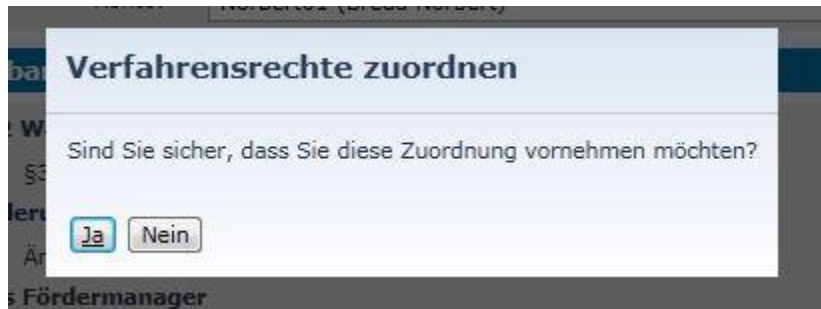 Verfahrensrechte zuordnen
Sind Sie sicher, dass Sie diese Zuordnung vornehmen möchten?
Ja Nein
Fördermanager